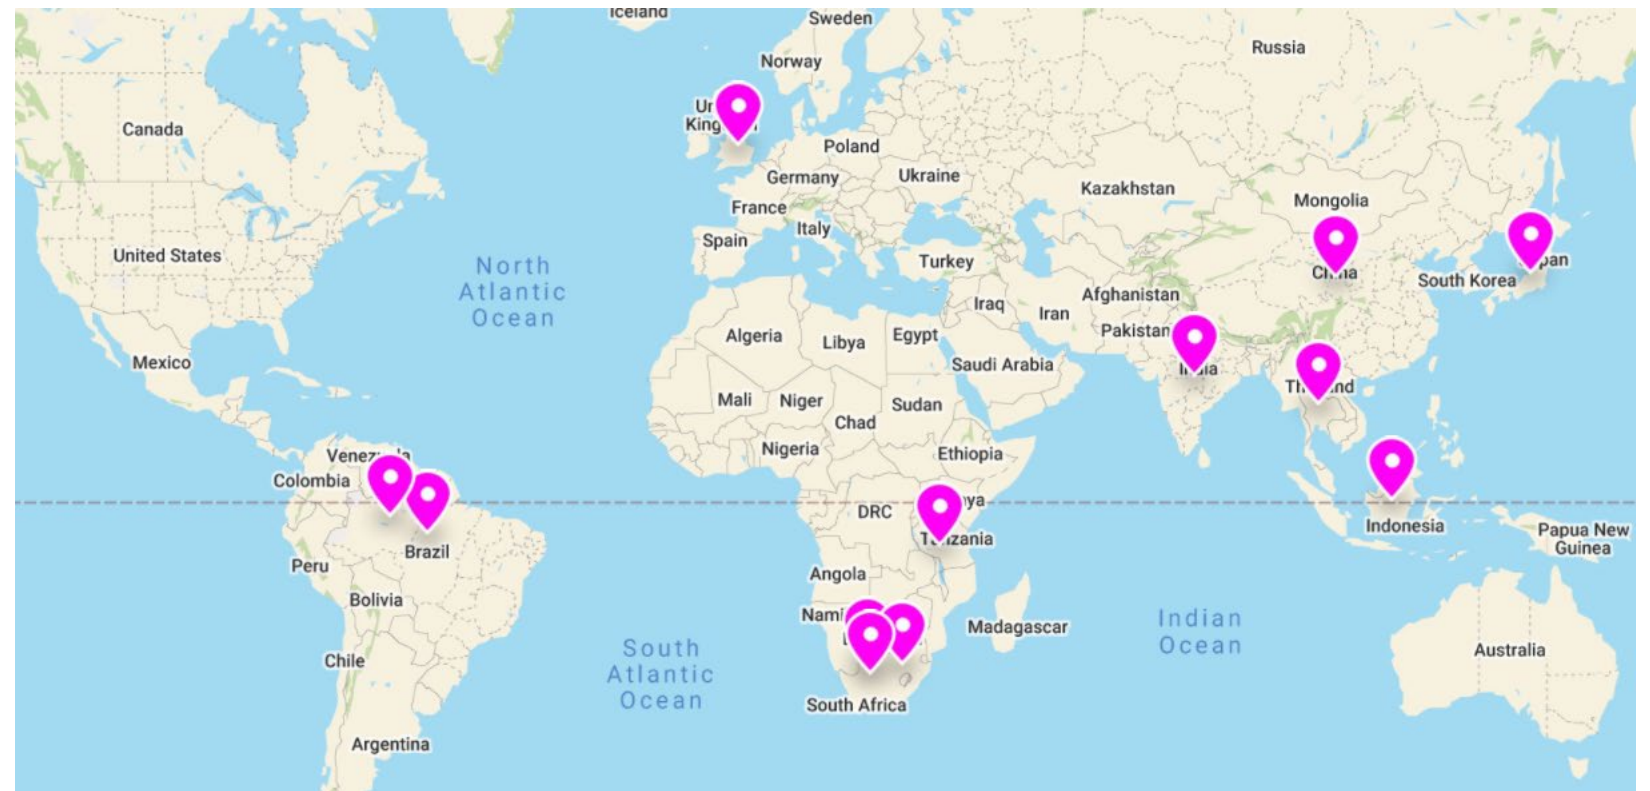 Iceland
Sweden
Russia
Norway
Canada
Poland
Germany
Ukraine
Kazakhstan
France
Mongolia
Italy
Spain
United States
North
Atlantic
Ocean
Turkey
South Korea
Afghanistan
Iraq
Iran
Pakistan
Algeria
Libya
Egypt
Saudi Arabia
Mexico
Mali
Niger
Sudan
Chad
Nigeria
Ethiopia
Colombia
DRC
Indonesia
Papua New
Guinea
Brazil
Peru
Angola
Bolivia
Madagascar
Indian
Ocean
Chile
South
Atlantic
Ocean
Australia
South Africa
Argentina